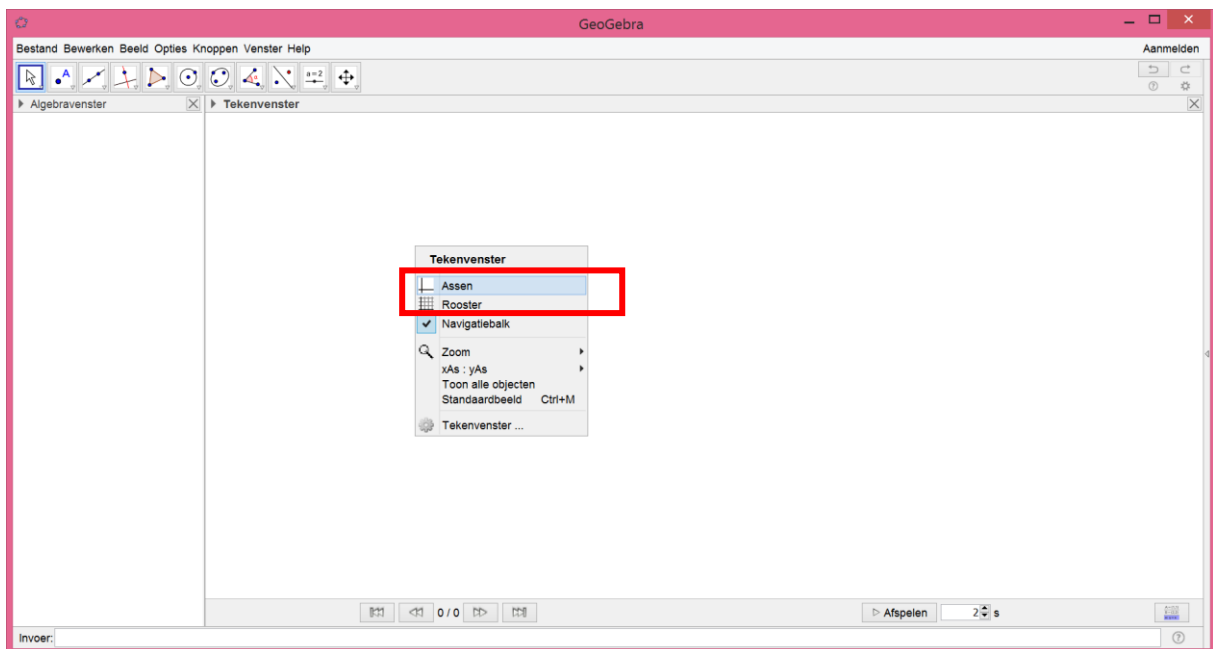 GeoGebra
Bestand Bewerken Beeld Opties Knoppen Venster Help Aanmelden
A a=2
Algebravenster Tekenvenster
Tekenvenster
Assen
Rooster
Navigatiebalk
Zoom
xAs : yAs
Toon alle objecten
Standaardbeeld Ctrl+M
Tekenvenster ...
0 / 0 Afspelen 2 s
Invoer: